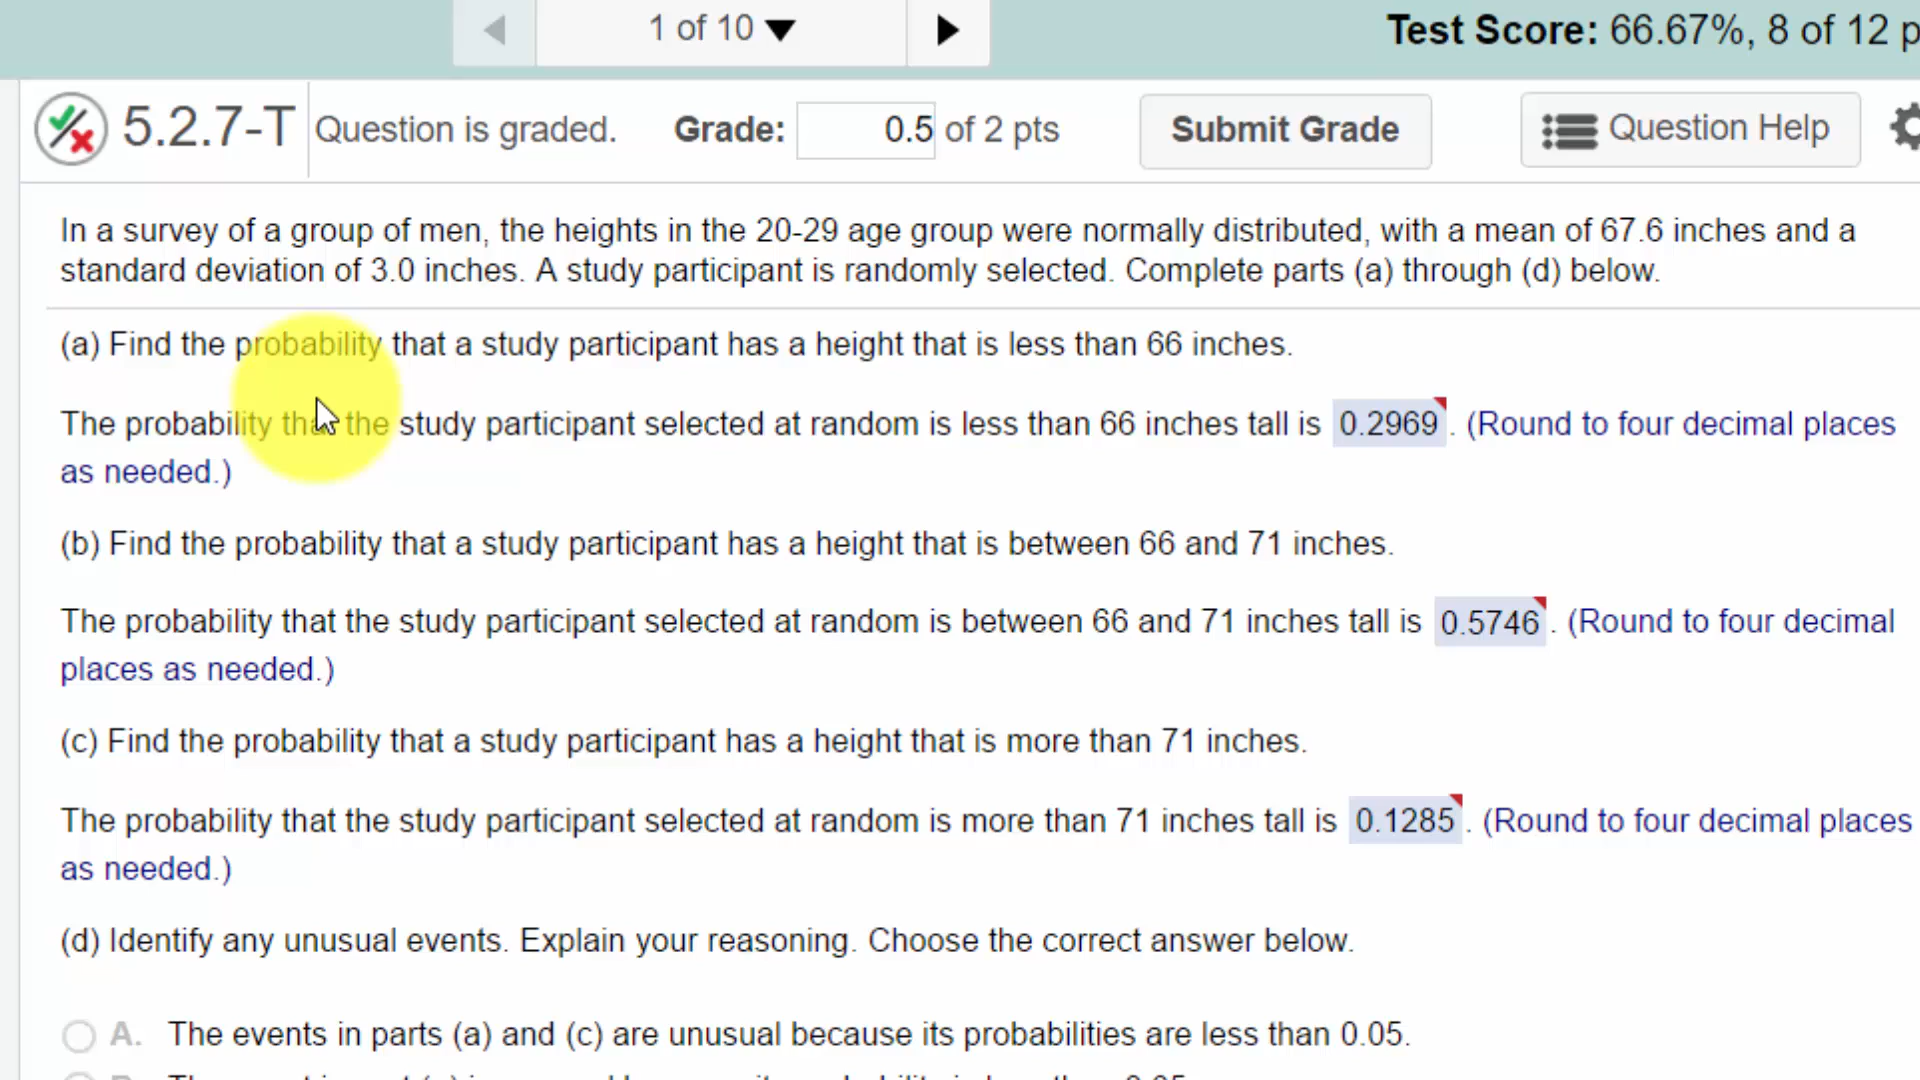 1 of 10
Test Score: 66.67%, 8 of 12 p
5.2.7-T
Question is graded.
Grade: 0.5 of 2 pts
Submit Grade
Question Help
In a survey of a group of men, the heights in the 20-29 age group were normally distributed, with a mean of 67.6 inches and a
standard deviation of 3.0 inches. A study participant is randomly selected. Complete parts (a) through (d) below.
(a) Find the probability that a study participant has a height that is less than 66 inches.
The probability that the study participant selected at random is less than 66 inches tall is 0.2969. (Round to four decimal places
as needed.)
(b) Find the probability that a study participant has a height that is between 66 and 71 inches.
The probability that the study participant selected at random is between 66 and 71 inches tall is 0.5746. (Round to four decimal
places as needed.)
(c) Find the probability that a study participant has a height that is more than 71 inches.
The probability that the study participant selected at random is more than 71 inches tall is 0.1285. (Round to four decimal places
as needed.)
(d) Identify any unusual events. Explain your reasoning. Choose the correct answer below.
A. The events in parts (a) and (c) are unusual because its probabilities are less than 0.05.